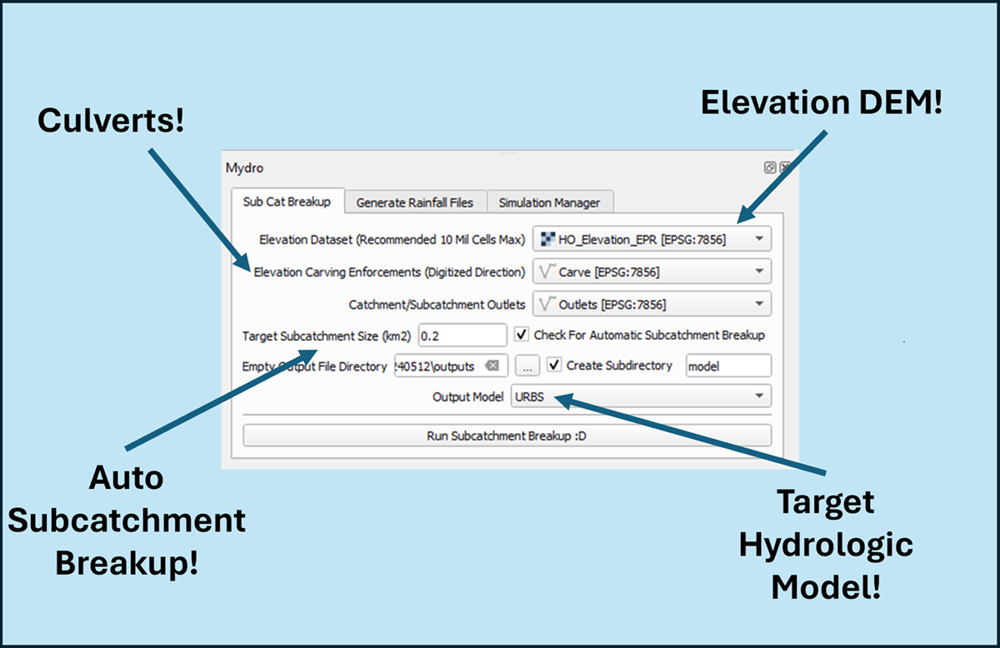 Culverts!
Elevation DEM!
Mydro
Sub Cat Breakup Generate Rainfall Files Simulation Manager
Elevation Dataset (Recommended 10 Mil Cells Max) HO_Elevation_EPR [EPSG:7856]
Elevation Carving Enforcements (Digitized Direction) Carve [EPSG:7856]
Catchment/Subcatchment Outlets Outlets [EPSG:7856]
Target Subcatchment Size (km2) 0.2 Check For Automatic Subcatchment Breakup
Empty Output File Directory 240512\outputs ... Create Subdirectory model
Output Model URBS
Run Subcatchment Breakup :D
Auto
Subcatchment
Breakup!
Target
Hydrologic
Model!